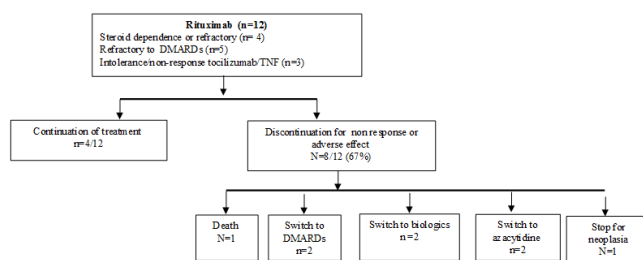 Rituximab (n=12)
Steroid dependence or refractory (n= 4)
Refractory to DMARDs (n=5)
Intolerance/non-response tocilizumab/TNF (n=3)
Continuation of treatment
n=4/12
Discontinuation for non response or
adverse effect
N=8/12 (67%)
Death
N=1
Switch to
DMARDs
n=2
Switch to biologics
n=2
Switch to
azacytidine
n=2
Stop for
neoplasia
N=1